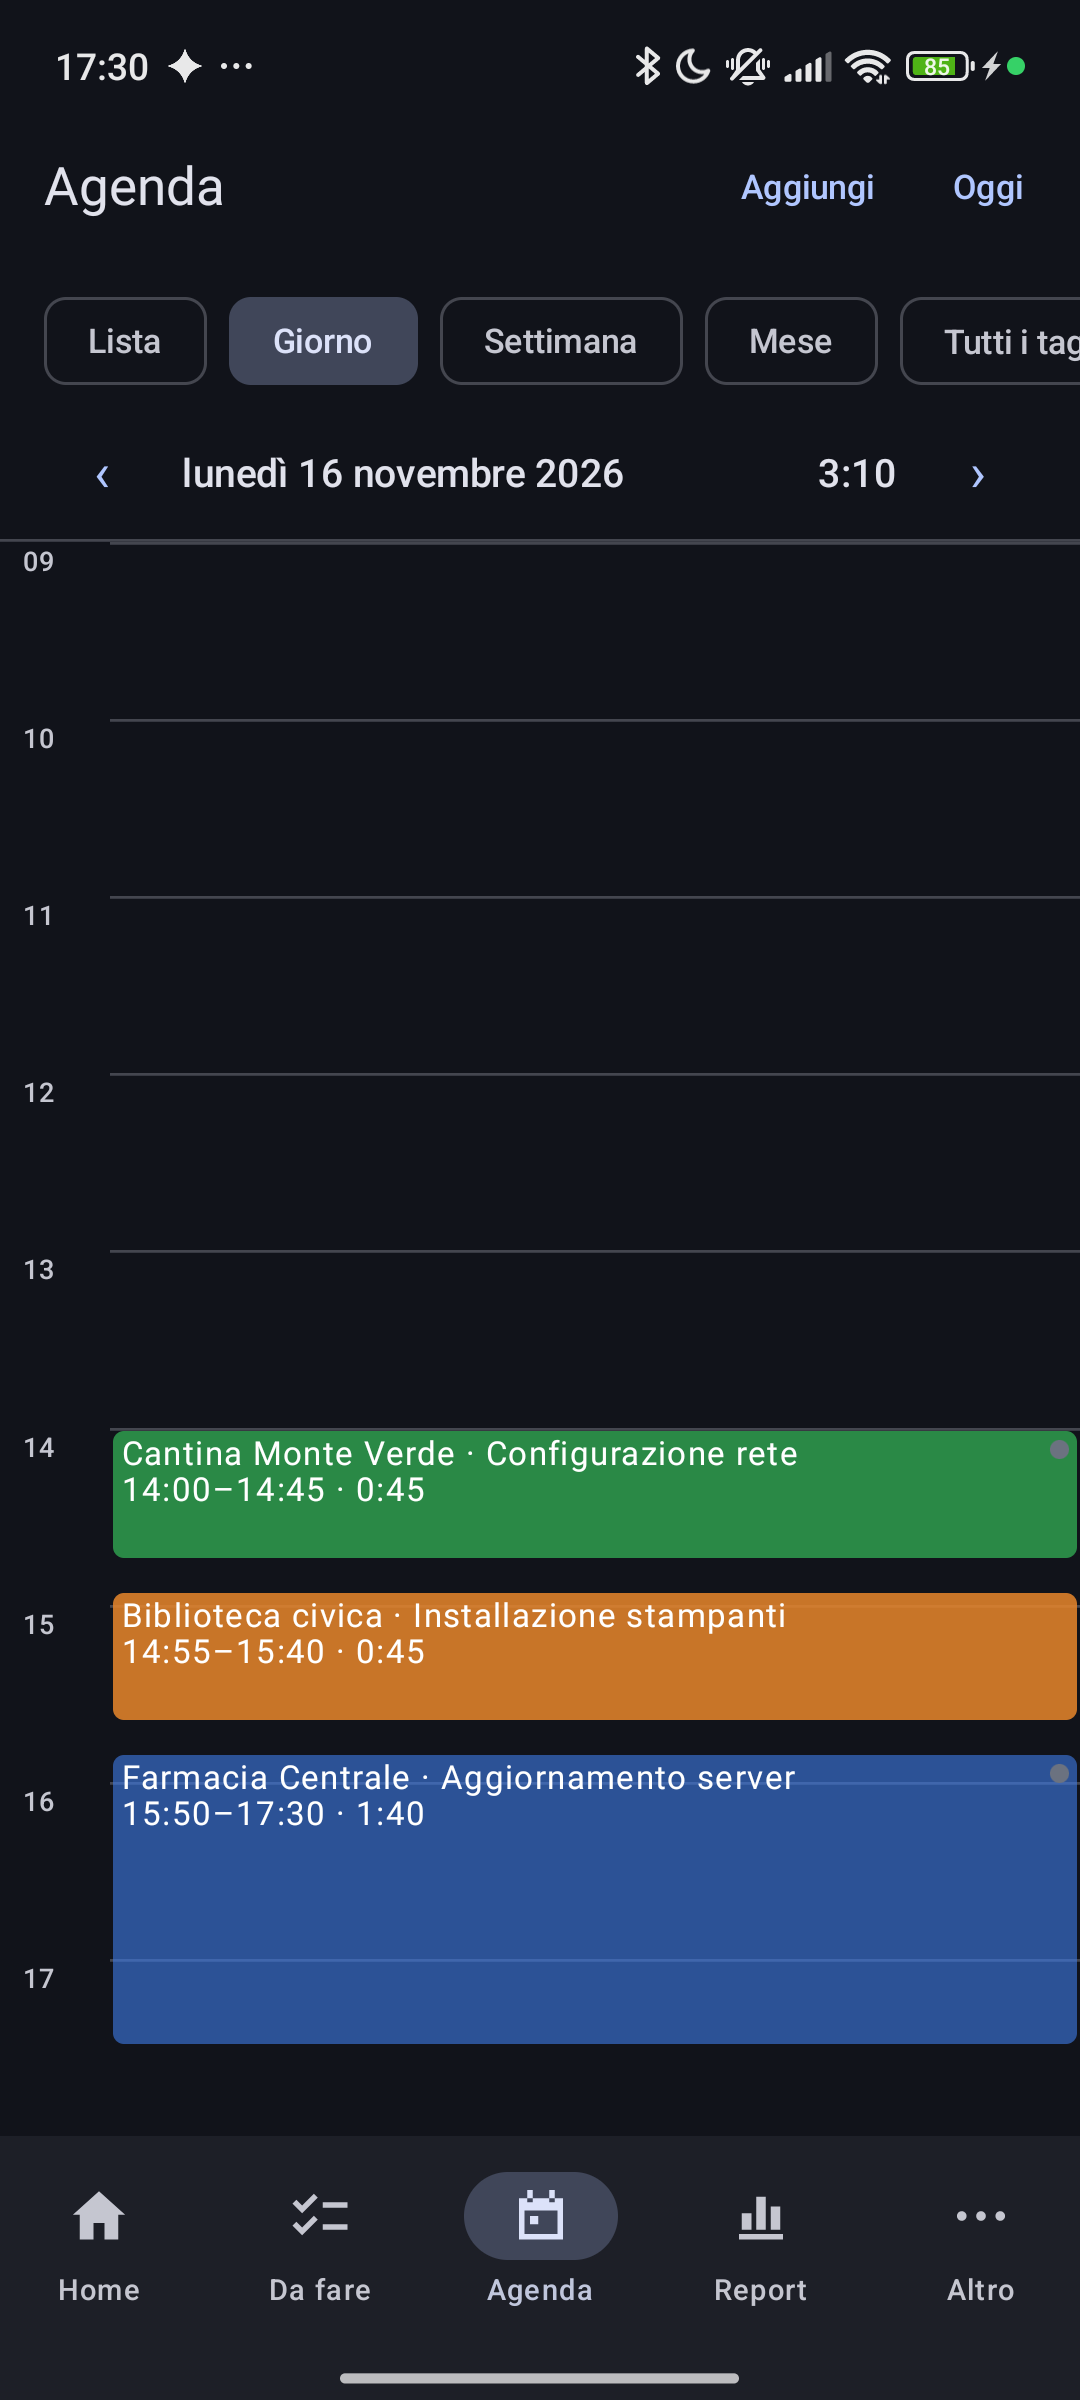 17:30
85
Agenda
Aggiungi
Oggi
Lista
Giorno
Settimana
Mese
Tutti i tag
‹ lunedì 16 novembre 2026 3:10 ›
09
10
11
12
13
14
Cantina Monte Verde · Configurazione rete
14:00–14:45 · 0:45
15
Biblioteca civica · Installazione stampanti
14:55–15:40 · 0:45
16
Farmacia Centrale · Aggiornamento server
15:50–17:30 · 1:40
17
Home
Da fare
Agenda
Report
Altro